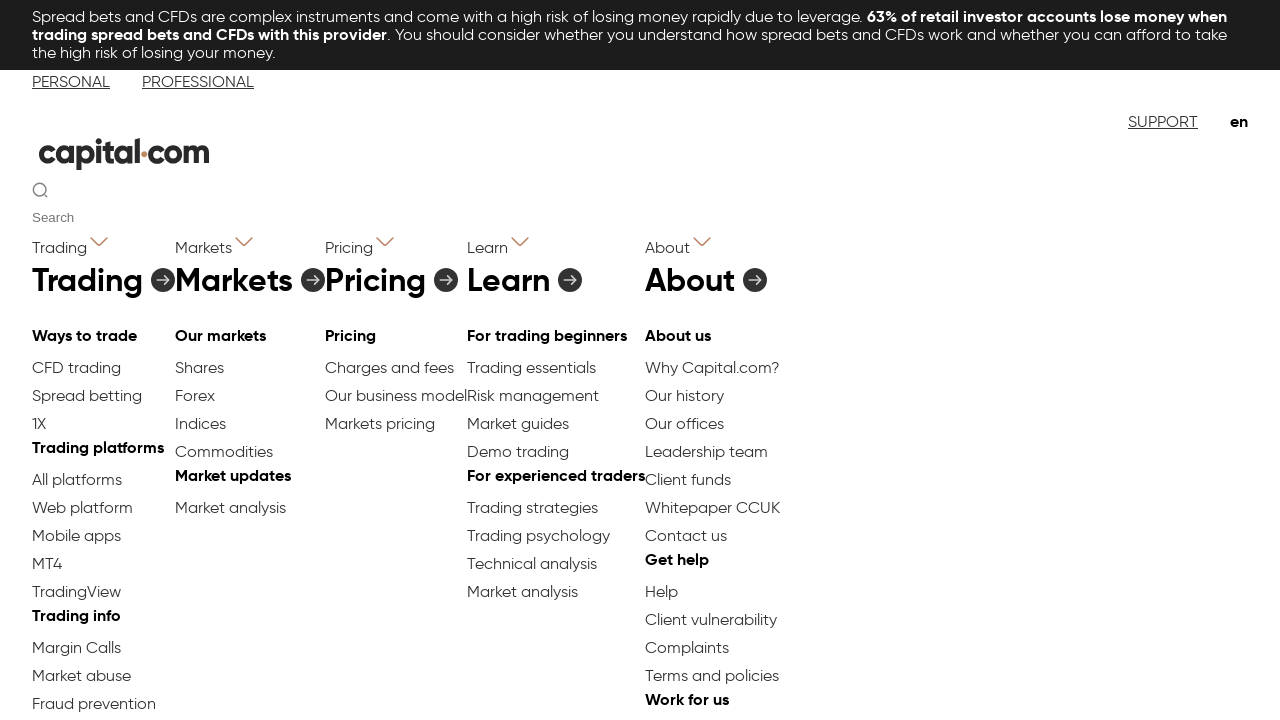 Spread bets and CFDs are complex instruments and come with a high risk of losing money rapidly due to leverage. 63% of retail investor accounts lose money when
trading spread bets and CFDs with this provider. You should consider whether you understand how spread bets and CFDs work and whether you can afford to take
the high risk of losing your money.
PERSONAL
PROFESSIONAL
SUPPORT
en
capital.com
Search
Trading
Trading
Ways to trade
CFD trading
Spread betting
1X
Trading platforms
All platforms
Web platform
Mobile apps
MT4
TradingView
Trading info
Margin Calls
Market abuse
Fraud prevention
Markets
Markets
Our markets
Shares
Forex
Indices
Commodities
Market updates
Market analysis
Pricing
Pricing
Pricing
Charges and fees
Our business model
Markets pricing
Learn
Learn
For trading beginners
Trading essentials
Risk management
Market guides
Demo trading
For experienced traders
Trading strategies
Trading psychology
Technical analysis
Market analysis
About
About
About us
Why Capital.com?
Our history
Our offices
Leadership team
Client funds
Whitepaper CCUK
Contact us
Get help
Help
Client vulnerability
Complaints
Terms and policies
Work for us